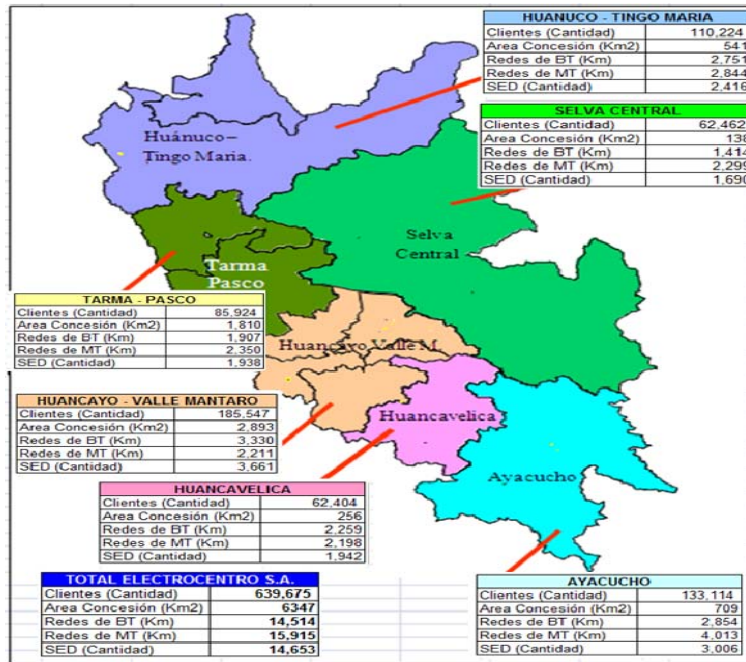 HUANUCO - TINGO MARIA
Clientes (Cantidad) 110,224
Area Concesión (Km2) 541
Redes de BT (Km) 2,751
Redes de MT (Km) 2,844
SED (Cantidad) 2,416
SELVA CENTRAL
Clientes (Cantidad) 62,462
Area Concesión (Km2) 138
Redes de BT (Km) 1,414
Redes de MT (Km) 2,299
SED (Cantidad) 1,690
Huánuco–
Tingo Maria.
Selva
Central
Tarma
Pasco
TARMA - PASCO
Clientes (Cantidad) 85,924
Area Concesión (Km2) 1,810
Redes de BT (Km) 1,907
Redes de MT (Km) 2,350
SED (Cantidad) 1,938
Huancayo Valle M.
HUANCAYO - VALLE MANTARO
Clientes (Cantidad) 185,547
Area Concesión (Km2) 2,893
Redes de BT (Km) 3,330
Redes de MT (Km) 2,211
SED (Cantidad) 3,661
Huancavelica
Ayacucho
HUANCAVELICA
Clientes (Cantidad) 62,404
Area Concesión (Km2) 256
Redes de BT (Km) 2,259
Redes de MT (Km) 2,198
SED (Cantidad) 1,942
TOTAL ELECTROCENTRO S.A.
Clientes (Cantidad) 639,675
Area Concesión (Km2) 6347
Redes de BT (Km) 14,514
Redes de MT (Km) 15,915
SED (Cantidad) 14,653
AYACUCHO
Clientes (Cantidad) 133,114
Area Concesión (Km2) 709
Redes de BT (Km) 2,854
Redes de MT (Km) 4,013
SED (Cantidad) 3,006